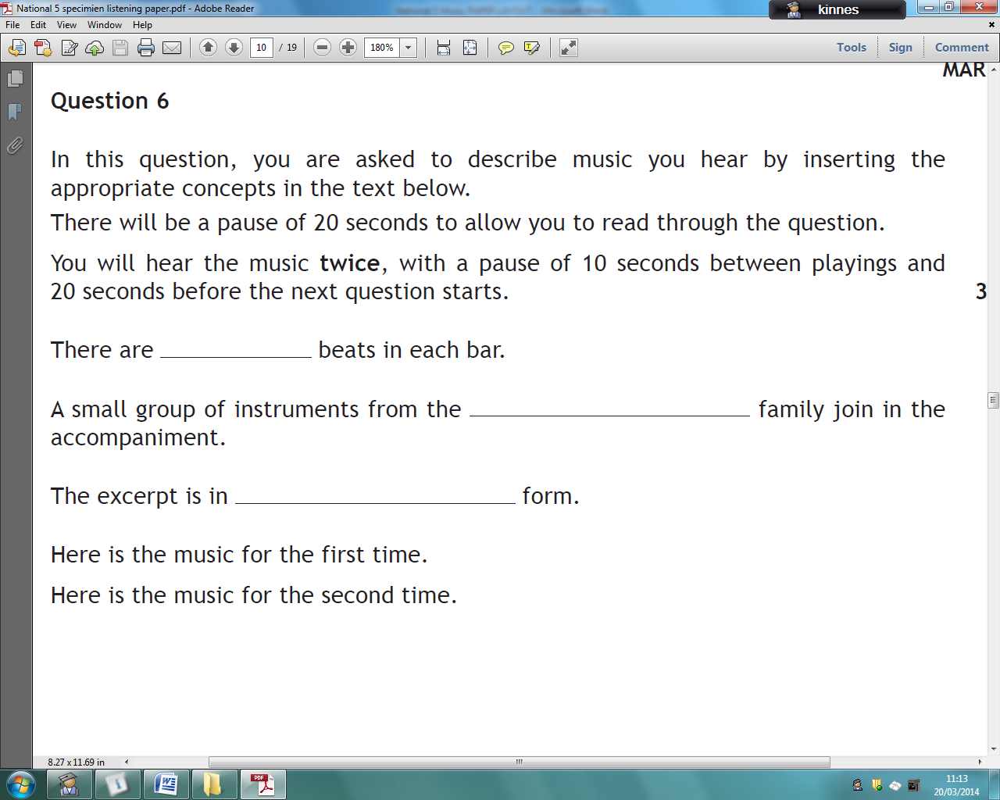 National 5 specimien listening paper.pdf - Adobe Reader
kinnes
File Edit View Window Help
10 / 19 180% Tools Sign Comment
MAR
Question 6
In this question, you are asked to describe music you hear by inserting the
appropriate concepts in the text below.
There will be a pause of 20 seconds to allow you to read through the question.
You will hear the music twice, with a pause of 10 seconds between playings and
20 seconds before the next question starts. 3
There are ____________ beats in each bar.
A small group of instruments from the ______________________ family join in the
accompaniment.
The excerpt is in ______________________ form.
Here is the music for the first time.
Here is the music for the second time.
8.27 x 11.69 in
PDF
11:13
20/03/2014